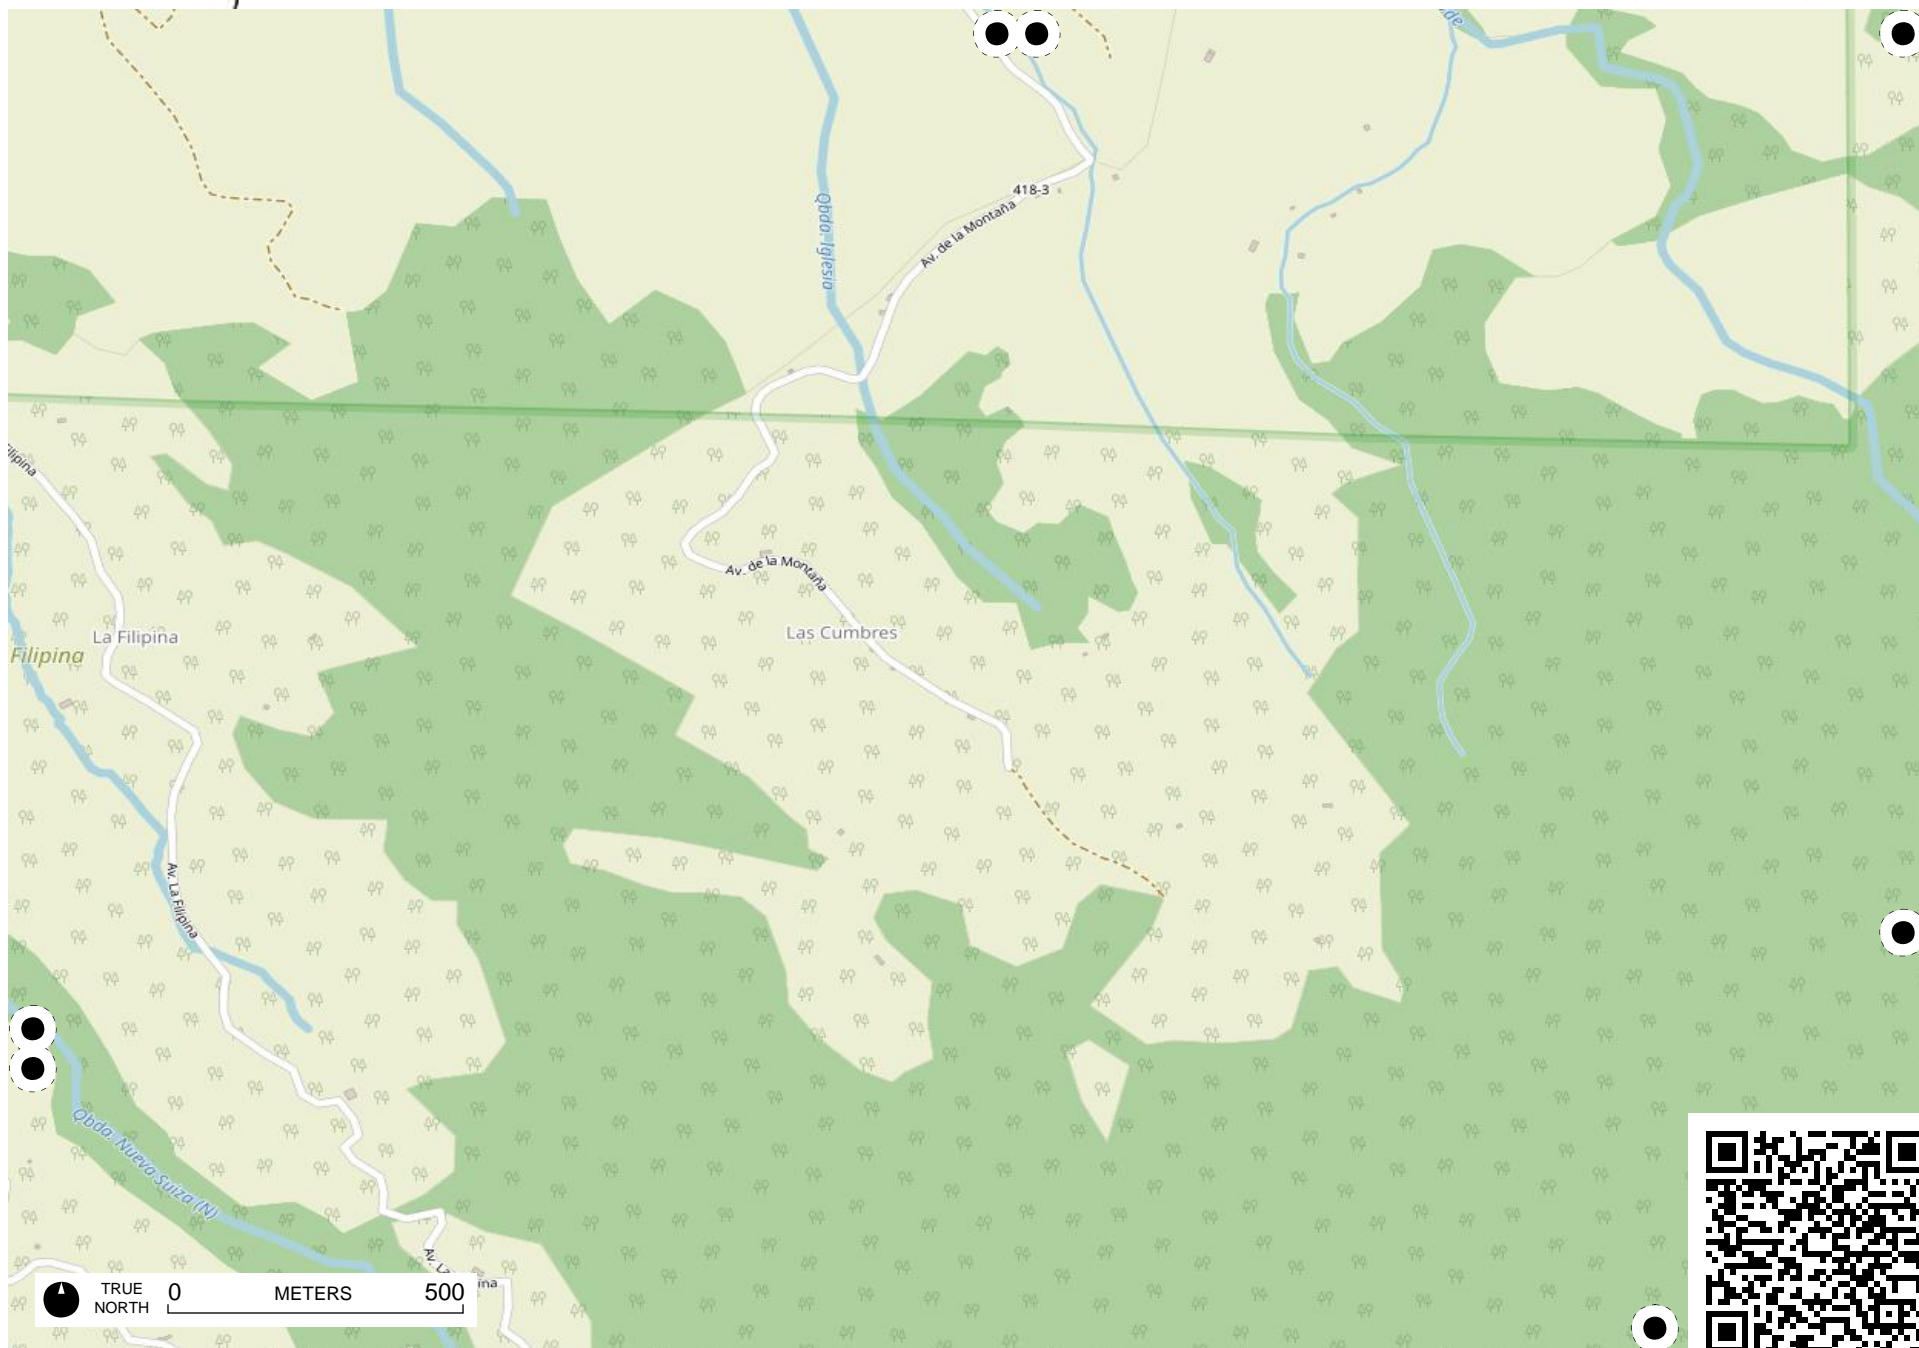 Qbda. Iglesia
418-3
Av. de la Montaña
Av. de la Montaña
La Filipina
Filipina
Las Cumbres
Av. La Filipina
Qbda. Nueva Suiza (N)
TRUE
NORTH
0 METERS 500